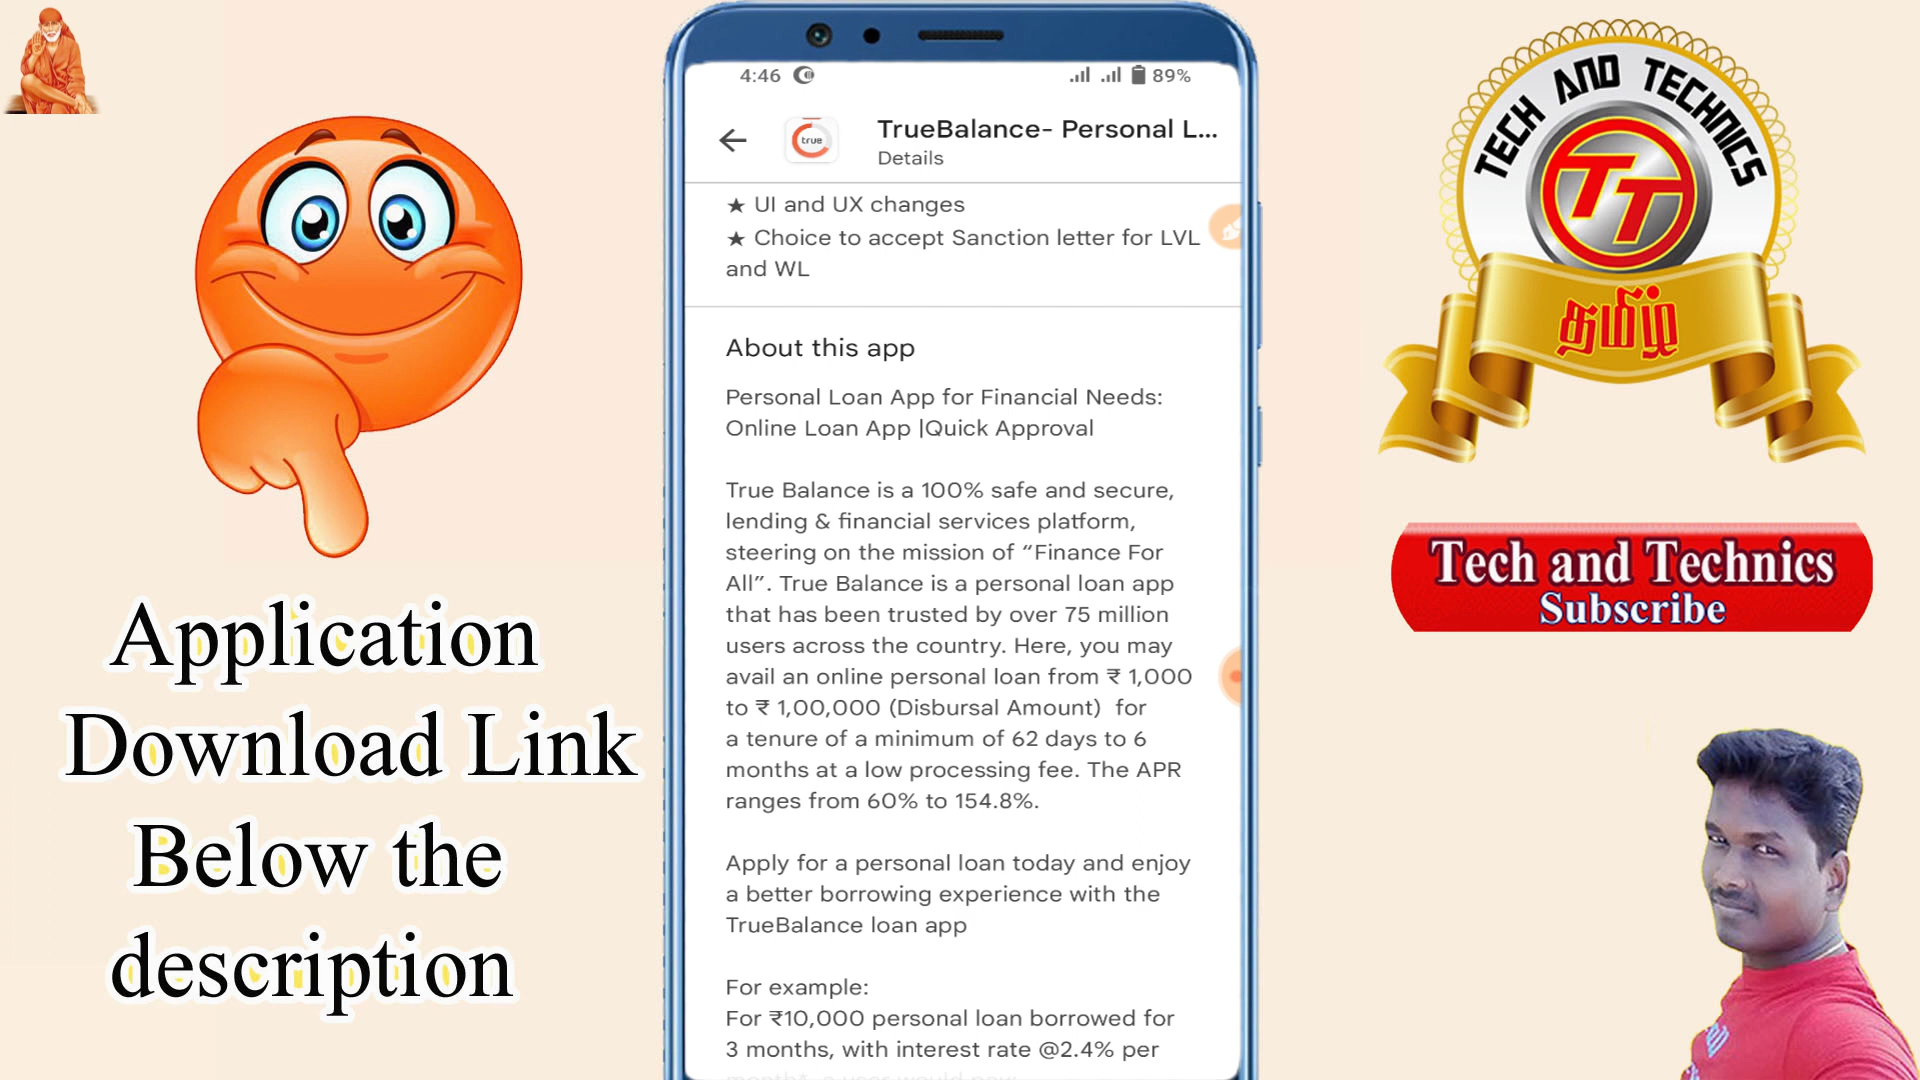 Application
Download Link
Below the
description
4:46
89%
true
TrueBalance- Personal L...
Details
★ UI and UX changes
★ Choice to accept Sanction letter for LVL
and WL
About this app
Personal Loan App for Financial Needs:
Online Loan App |Quick Approval
True Balance is a 100% safe and secure,
lending & financial services platform,
steering on the mission of “Finance For
All”. True Balance is a personal loan app
that has been trusted by over 75 million
users across the country. Here, you may
avail an online personal loan from ₹ 1,000
to ₹ 1,00,000 (Disbursal Amount) for
a tenure of a minimum of 62 days to 6
months at a low processing fee. The APR
ranges from 60% to 154.8%.
Apply for a personal loan today and enjoy
a better borrowing experience with the
TrueBalance loan app
For example:
For ₹10,000 personal loan borrowed for
3 months, with interest rate @2.4% per
TECH AND TECHNICS
TT
தமிழ்
Tech and Technics
Subscribe